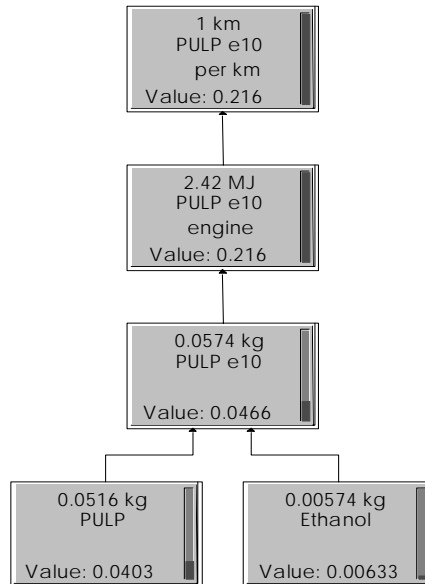 1 km
PULP e10
per km
Value: 0.216
2.42 MJ
PULP e10
engine
Value: 0.216
0.0574 kg
PULP e10
Value: 0.0466
0.0516 kg
PULP
Value: 0.0403
0.00574 kg
Ethanol
Value: 0.00633